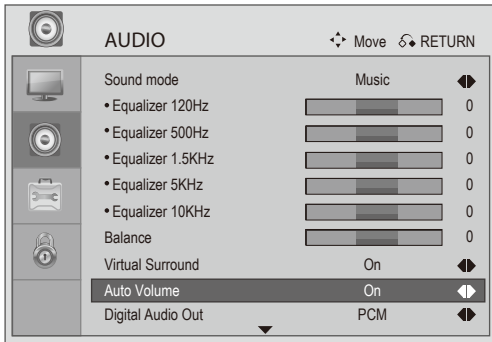 AUDIO Move RETURN
Sound mode Music
• Equalizer 120Hz 0
• Equalizer 500Hz 0
• Equalizer 1.5KHz 0
• Equalizer 5KHz 0
• Equalizer 10KHz 0
Balance 0
Virtual Surround On
Auto Volume On
Digital Audio Out PCM